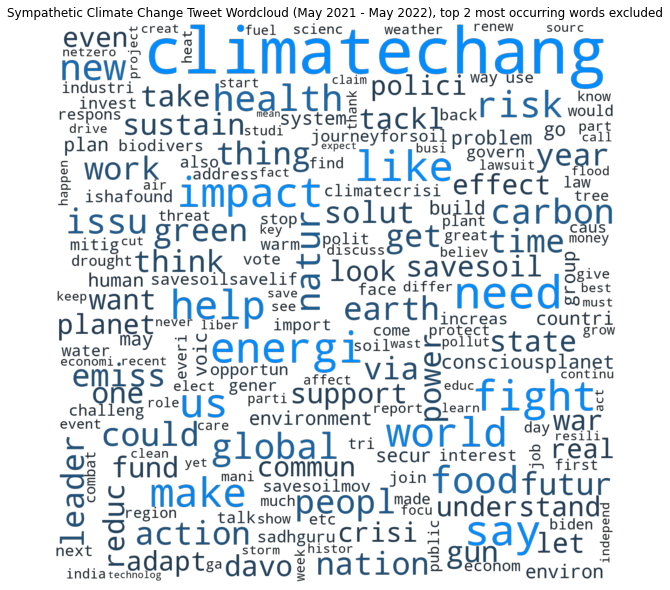 Sympathetic Climate Change Tweet Wordcloud (May 2021 - May 2022), top 2 most occurring words excluded
even project creat fuel scienc weather renew sourc
netzero heat climatechang
new industri take health claim polici way use know
invest start thank risk would
respons sustain system tackl back part
drive studi mean journeyforsoil problem go call
plan biodivers thing expect find busi govern year
happen work also address fact like effect lawsuit flood
air ishafound impact climatecrisi law tree
issu threat stop solut build carbon
green key natur polit plant caus
mitig cut warm discuss get great time money
drought think vote look believ group
human savesoilsavelif face differ savesoil give
keep want save see earth need best must
planet never liber help import increas countri grow
may come protect
water everi voic energi soil wast power pollut state
economi recent opportun via consciousplanet
emiss one elect gener affect support educ continu
challeng role us parti report learn fight act
event care environment world day war resili
could global tri secur interest job real
leader combat clean yet fund commun join first
mani food futur
reduc make savesoilmov peopl made understand
region much focu
action talk show etc crisi public say let biden independ
next adapt sadhguru gun
storm week histor econom
india technolog ga davo nation environ